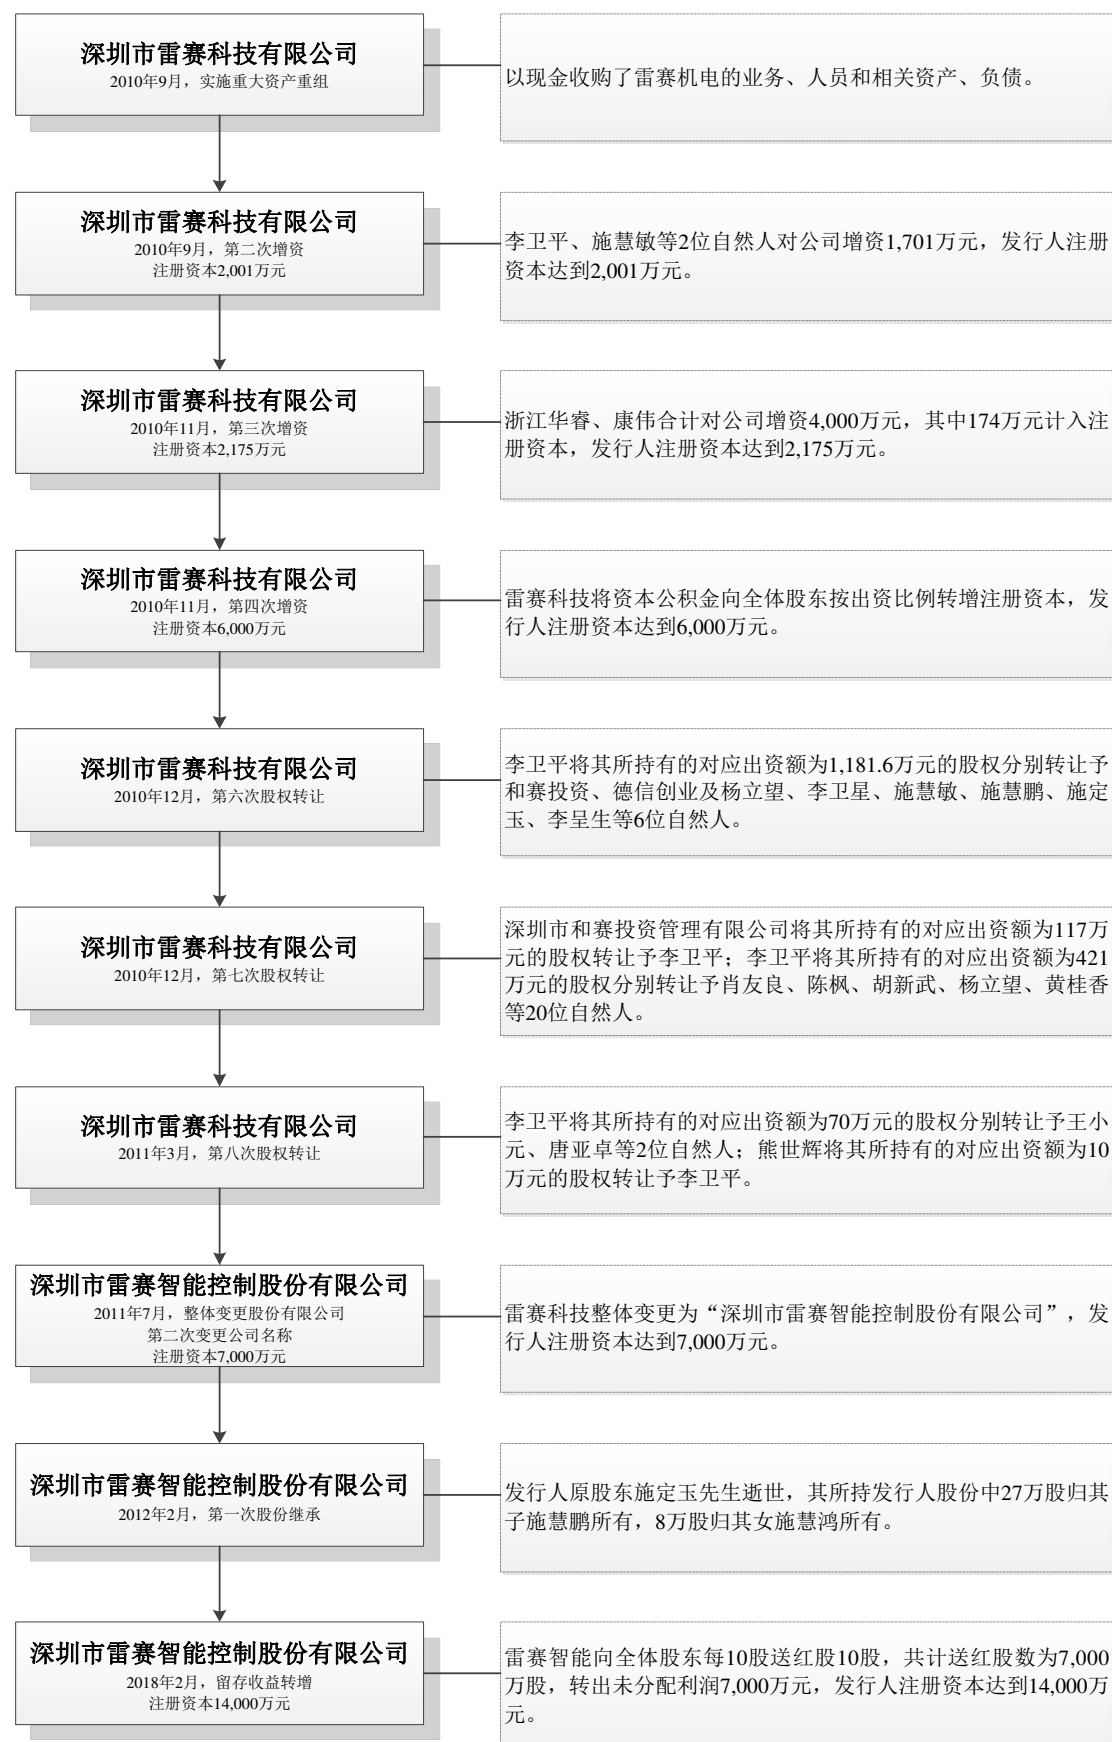 深圳市雷赛科技有限公司
2010年9月，实施重大资产重组
以现金收购了雷赛机电的业务、人员和相关资产、负债。
深圳市雷赛科技有限公司
2010年9月，第二次增资
注册资本2,001万元
李卫平、施慧敏等2位自然人对公司增资1,701万元，发行人注册
资本达到2,001万元。
深圳市雷赛科技有限公司
2010年11月，第三次增资
注册资本2,175万元
浙江华睿、康伟合计对公司增资4,000万元，其中174万元计入注
册资本，发行人注册资本达到2,175万元。
深圳市雷赛科技有限公司
2010年11月，第四次增资
注册资本6,000万元
雷赛科技将资本公积金向全体股东按出资比例转增注册资本，发
行人注册资本达到6,000万元。
深圳市雷赛科技有限公司
2010年12月，第六次股权转让
李卫平将其所持有的对应出资额为1,181.6万元的股权分别转让予
和赛投资、德信创业及杨立望、李卫星、施慧敏、施慧鹏、施定
玉、李呈生等6位自然人。
深圳市雷赛科技有限公司
2010年12月，第七次股权转让
深圳市和赛投资管理有限公司将其所持有的对应出资额为117万
元的股权转让予李卫平；李卫平将其所持有的对应出资额为421
万元的股权分别转让予肖友良、陈枫、胡新武、杨立望、黄桂香
等20位自然人。
深圳市雷赛科技有限公司
2011年3月，第八次股权转让
李卫平将其所持有的对应出资额为70万元的股权分别转让予王小
元、唐亚卓等2位自然人；熊世辉将其所持有的对应出资额为10
万元的股权转让予李卫平。
深圳市雷赛智能控制股份有限公司
2011年7月，整体变更股份有限公司
第二次变更公司名称
注册资本7,000万元
雷赛科技整体变更为“深圳市雷赛智能控制股份有限公司”，发
行人注册资本达到7,000万元。
深圳市雷赛智能控制股份有限公司
2012年2月，第一次股份继承
发行人原股东施定玉先生逝世，其所持发行人股份中27万股归其
子施慧鹏所有，8万股归其女施慧鸿所有。
深圳市雷赛智能控制股份有限公司
2018年2月，留存收益转增
注册资本14,000万元
雷赛智能向全体股东每10股送红股10股，共计送红股数为7,000
万股，转出未分配利润7,000万元，发行人注册资本达到14,000万
元。